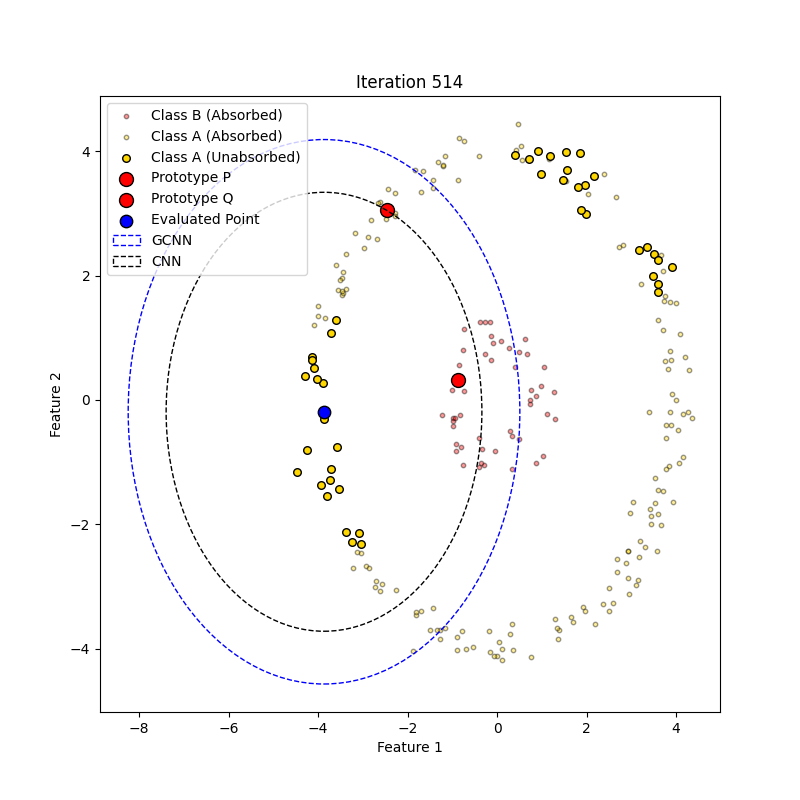 Iteration 514
Class B (Absorbed)
Class A (Absorbed)
Class A (Unabsorbed)
Prototype P
Prototype Q
Evaluated Point
GCNN
CNN
4
2
0
−2
−4
Feature 2
−8
−6
−4
−2
0
2
4
Feature 1